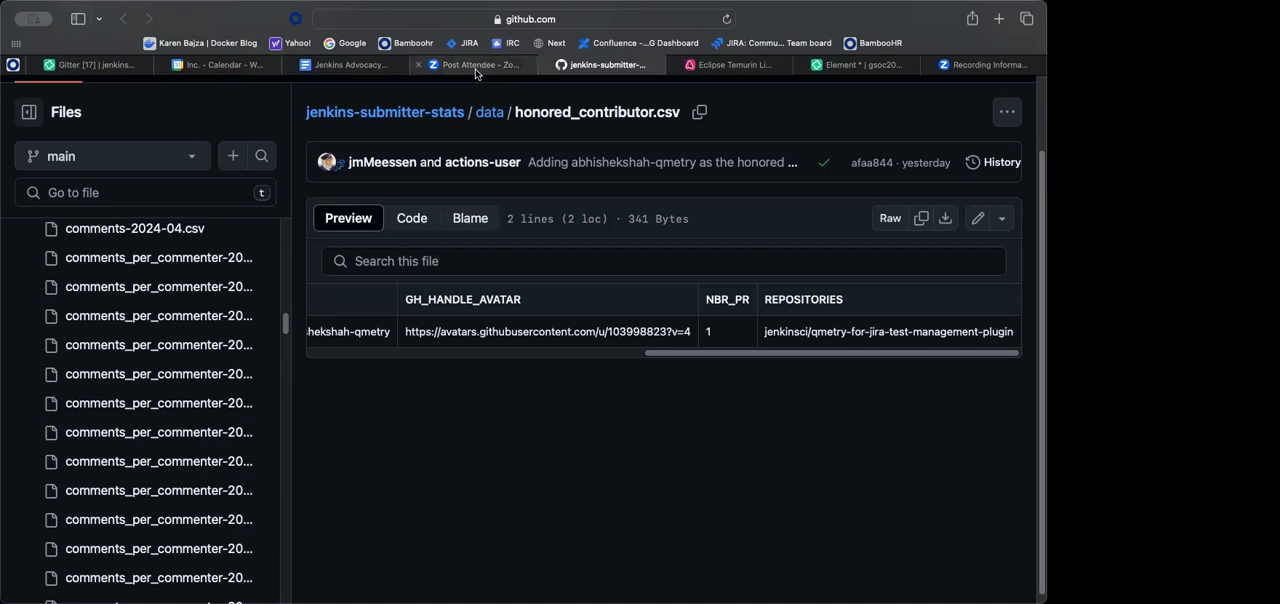 github.com
Karen Bajza | Docker Blog
Yahoo!
Google
Bamboohr
JIRA
IRC
Next
Confluence -...G Dashboard
JIRA: Commu... Team board
BambooHR
Gitter [17] | jenkins...
Inc. - Calendar - W...
Jenkins Advocacy...
Post Attendee - Zo...
jenkins-submitter-...
Eclipse Temurin Li...
Element * | gsoc20...
Recording Informa...
Files
main
Go to file
t
comments-2024-04.csv
comments_per_commenter-20...
comments_per_commenter-20...
comments_per_commenter-20...
comments_per_commenter-20...
comments_per_commenter-20...
comments_per_commenter-20...
comments_per_commenter-20...
comments_per_commenter-20...
comments_per_commenter-20...
comments_per_commenter-20...
comments_per_commenter-20...
comments_per_commenter-20...
jenkins-submitter-stats / data / honored_contributor.csv
jmMeessen and actions-user Adding abhishekshah-qmetry as the honored ...
afaa844 · yesterday
History
Preview
Code
Blame
2 lines (2 loc) · 341 Bytes
Raw
Search this file
GH_HANDLE_AVATAR
NBR_PR
REPOSITORIES
hekshah-qmetry
https://avatars.githubusercontent.com/u/103998823?v=4
1
jenkinsci/qmetry-for-jira-test-management-plugin